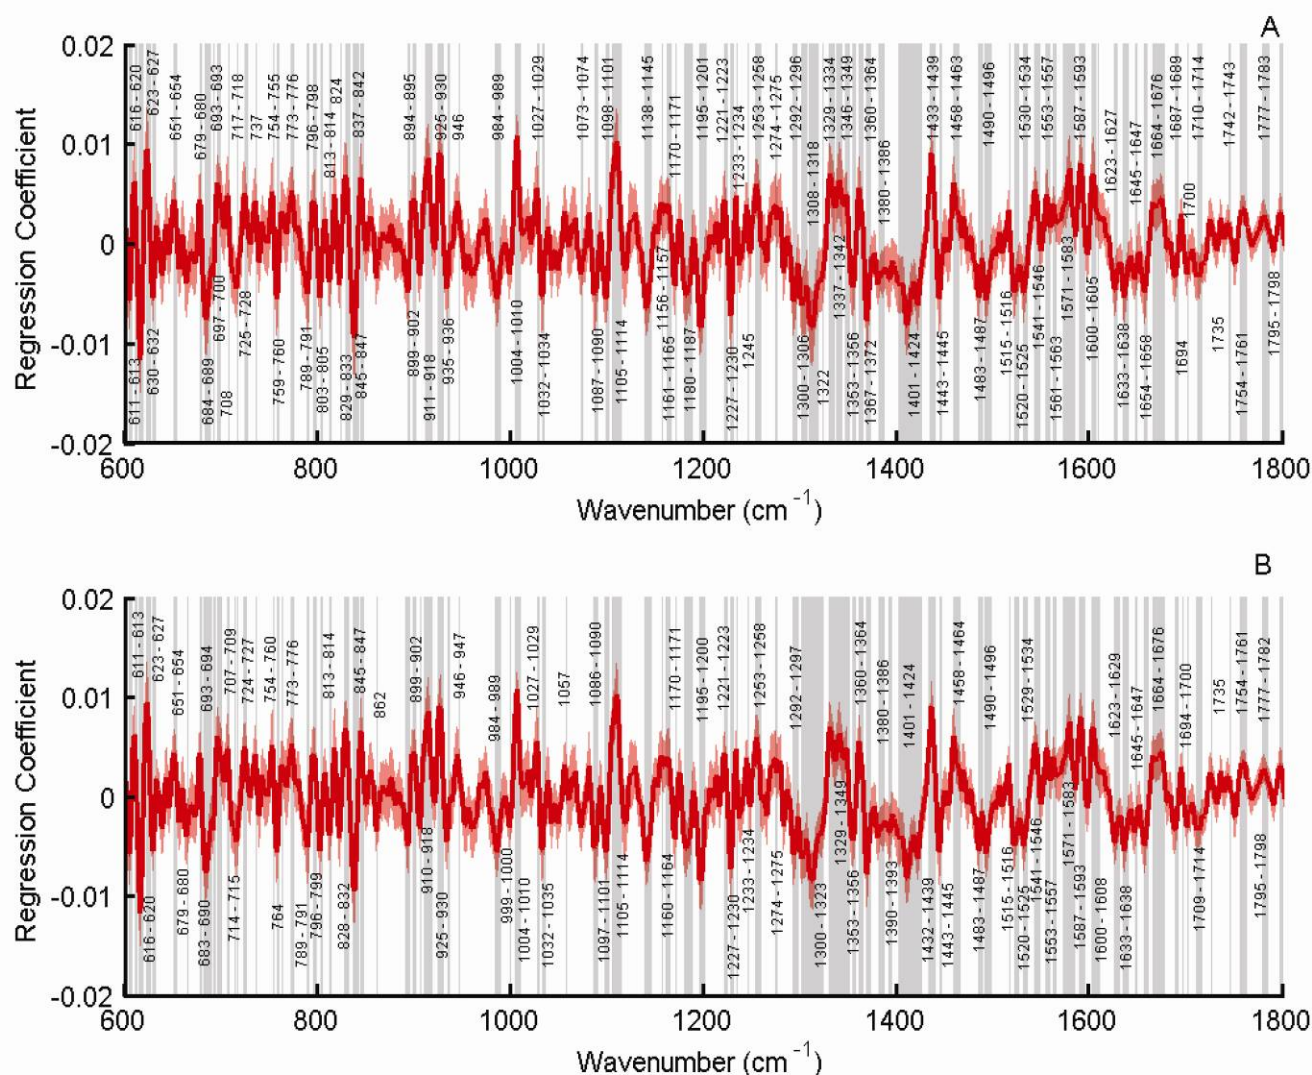 A
0.02
0.01
0
-0.01
-0.02
Regression Coefficient
616 - 620
623 - 627
651 - 654
679 - 680
693 - 693
717 - 718
737
754 - 755
773 - 776
796 - 798
813 - 814
824
837 - 842
894 - 895
925 - 930
946
984 - 989
1027 - 1029
1073 - 1074
1098 - 1101
1138 - 1145
1170 - 1171
1195 - 1201
1221 - 1223
1233 - 1234
1253 - 1258
1274 - 1275
1292 - 1296
1308 - 1318
1329 - 1334
1346 - 1349
1360 - 1364
1380 - 1386
1433 - 1439
1458 - 1463
1490 - 1496
1530 - 1534
1553 - 1557
1587 - 1593
1623 - 1627
1645 - 1647
1664 - 1676
1687 - 1689
1700
1710 - 1714
1742 - 1743
1777 - 1783
611 - 613
630 - 632
684 - 689
697 - 700
708
725 - 728
759 - 760
789 - 791
803 - 805
829 - 833
845 - 847
899 - 902
911 - 918
935 - 936
1004 - 1010
1032 - 1034
1087 - 1090
1105 - 1114
1156 - 1157
1161 - 1165
1180 - 1187
1227 - 1230
1245
1300 - 1306
1322
1337 - 1342
1353 - 1356
1367 - 1372
1401 - 1424
1443 - 1445
1483 - 1487
1515 - 1516
1520 - 1525
1541 - 1546
1561 - 1563
1571 - 1583
1600 - 1605
1633 - 1638
1654 - 1658
1694
1735
1754 - 1761
1795 - 1798
600 800 1000 1200 1400 1600 1800
Wavenumber (cm⁻¹)
B
0.02
0.01
0
-0.01
-0.02
Regression Coefficient
611 - 613
623 - 627
651 - 654
693 - 694
707 - 709
724 - 727
754 - 760
773 - 776
813 - 814
845 - 847
862
899 - 902
946 - 947
984 - 989
1027 - 1029
1057
1086 - 1090
1170 - 1171
1195 - 1200
1221 - 1223
1253 - 1258
1292 - 1297
1360 - 1364
1380 - 1386
1401 - 1424
1458 - 1464
1490 - 1496
1529 - 1534
1623 - 1629
1645 - 1647
1664 - 1676
1694 - 1700
1735
1754 - 1761
1777 - 1782
616 - 620
679 - 680
683 - 690
714 - 715
764
789 - 791
796 - 799
828 - 832
910 - 918
925 - 930
999 - 1000
1004 - 1010
1032 - 1035
1097 - 1101
1105 - 1114
1160 - 1164
1227 - 1230
1233 - 1234
1274 - 1275
1300 - 1323
1329 - 1349
1353 - 1356
1390 - 1393
1432 - 1439
1443 - 1445
1483 - 1487
1515 - 1516
1520 - 1525
1541 - 1546
1553 - 1557
1571 - 1583
1587 - 1593
1600 - 1608
1633 - 1638
1709 - 1714
1795 - 1798
600 800 1000 1200 1400 1600 1800
Wavenumber (cm⁻¹)